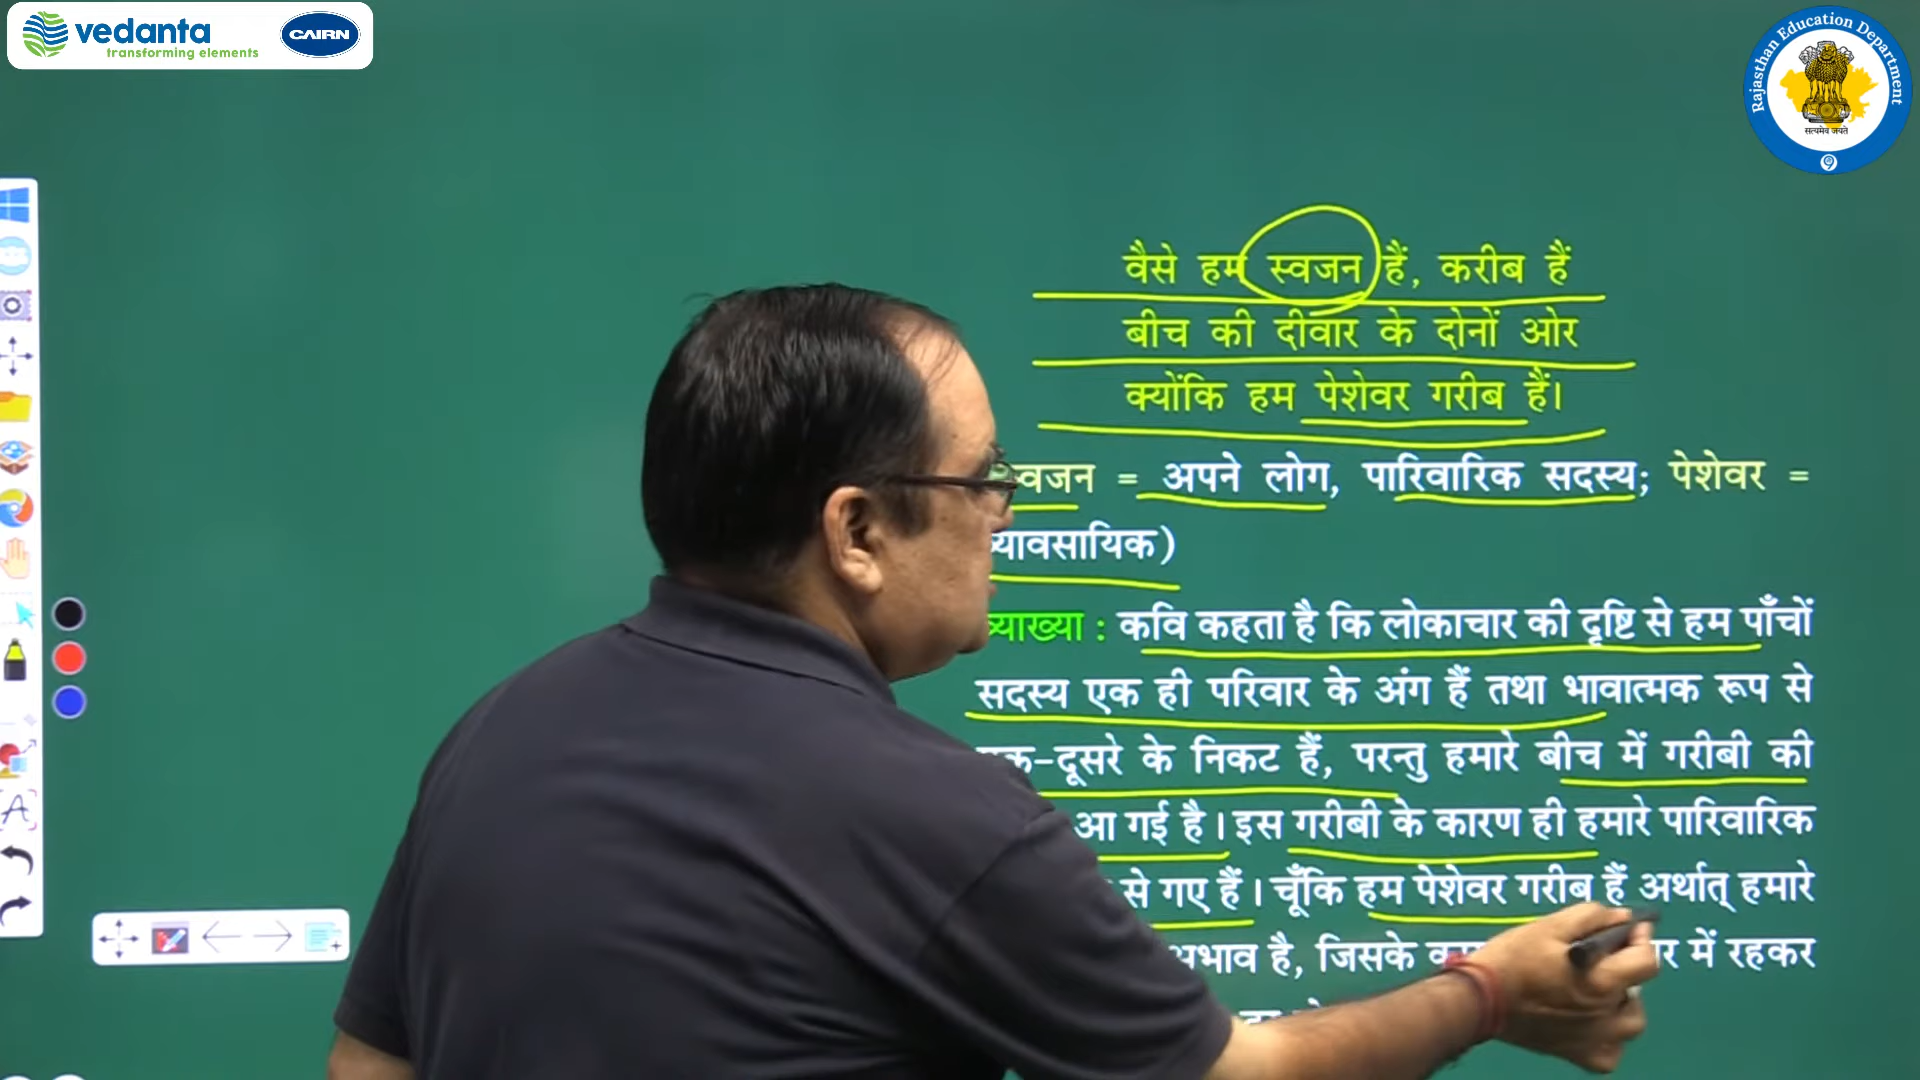 vedanta
transforming elements
CAIRN
Rajasthan Education Department
सत्यमेव जयते
वैसे हम स्वजन हैं, करीब हैं
बीच की दीवार के दोनों ओर
क्योंकि हम पेशेवर गरीब हैं।
= अपने लोग, पारिवारिक सदस्य; पेशेवर =
: कवि कहता है कि लोकाचार की दृष्टि से हम पाँचों
सदस्य एक ही परिवार के अंग हैं तथा भावात्मक रूप से
दूसरे के निकट हैं, परन्तु हमारे बीच में गरीबी की
आ गई है। इस गरीबी के कारण ही हमारे पारिवारिक
से गए हैं। चूँकि हम पेशेवर गरीब हैं अर्थात् हमारे
है, जिसके में रहकर